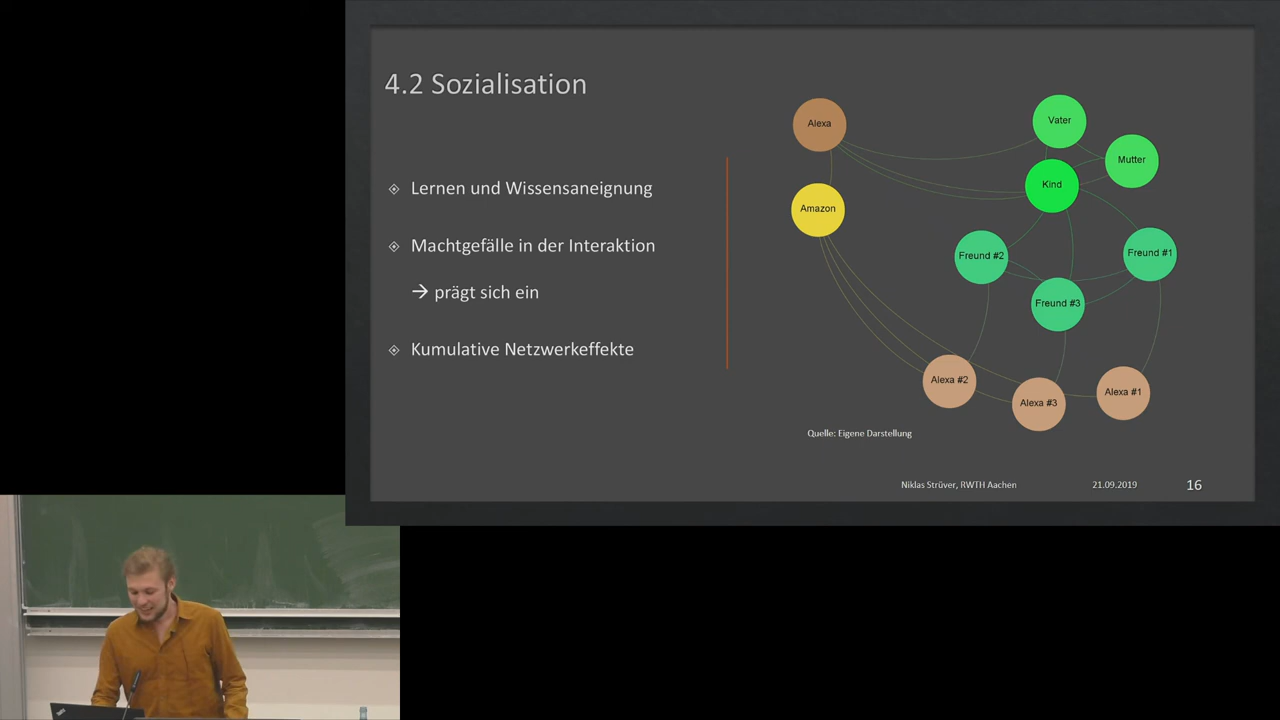 4.2 Sozialisation
Lernen und Wissensaneignung
Machtgefälle in der Interaktion
→ prägt sich ein
Kumulative Netzwerkeffekte
Alexa
Amazon
Vater
Mutter
Kind
Freund #2
Freund #1
Freund #3
Alexa #2
Alexa #3
Alexa #1
Quelle: Eigene Darstellung
Niklas Strüver, RWTH Aachen
21.09.2019
16